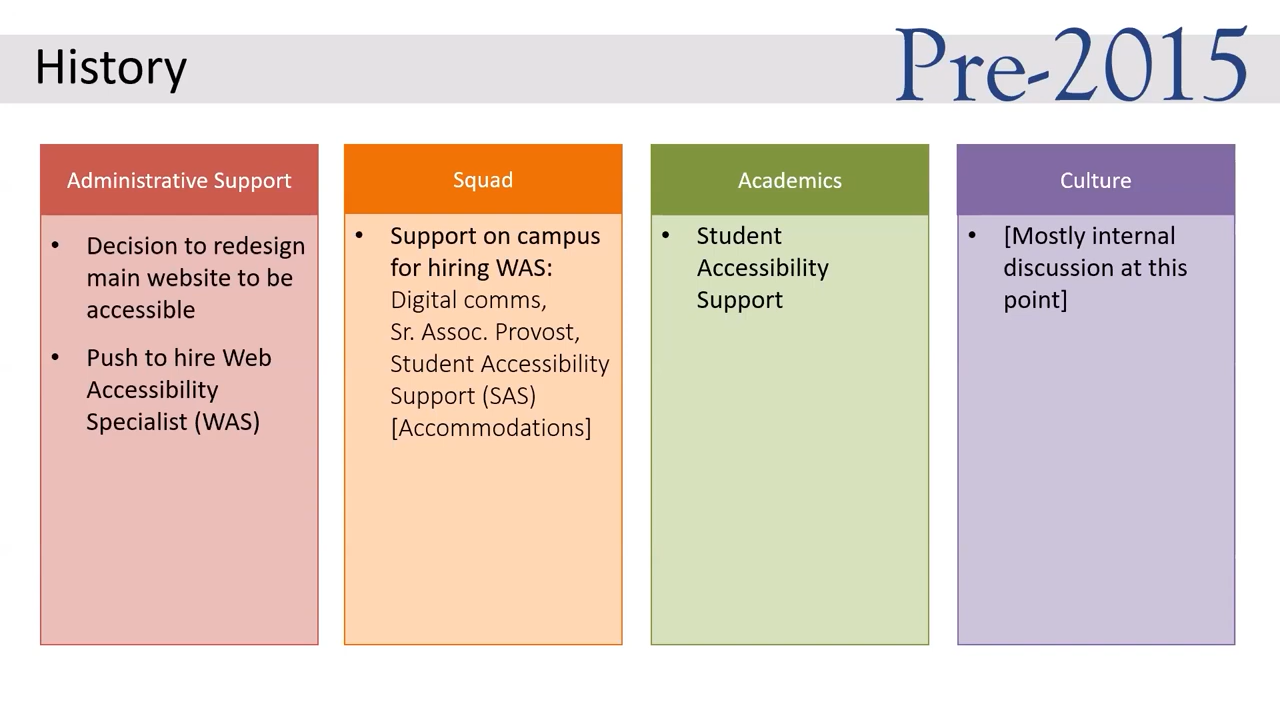 History
Pre-2015
Administrative Support
• Decision to redesign
main website to be
accessible
• Push to hire Web
Accessibility
Specialist (WAS)
Squad
• Support on campus
for hiring WAS:
Digital comms,
Sr. Assoc. Provost,
Student Accessibility
Support (SAS)
[Accommodations]
Academics
• Student
Accessibility
Support
Culture
• [Mostly internal
discussion at this
point]